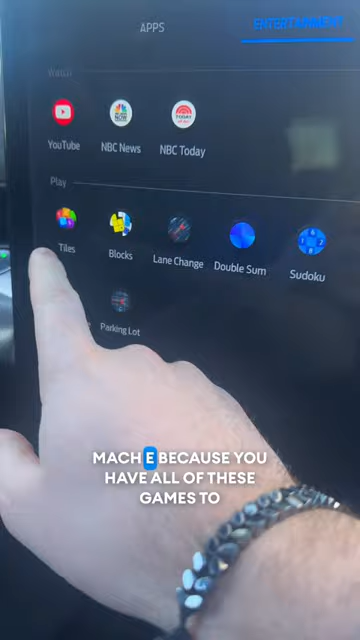 APPS ENTERTAINMENT
Watch
YouTube NBC News NBC Today
Play
Tiles Blocks Lane Change Double Sum Sudoku
Parking Lot
MACH E BECAUSE YOU
HAVE ALL OF THESE
GAMES TO